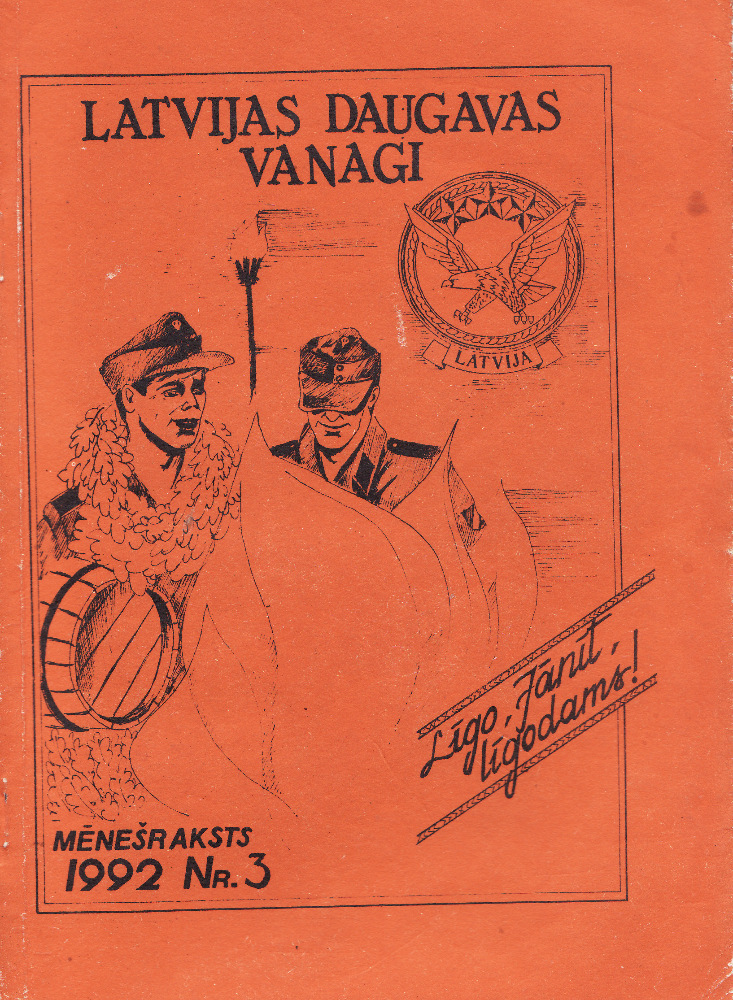 LATVIJAS DAUGAVAS
VANAGI
LATVIJA
Līgo, Jānīt,
līgodams!
MĒNEŠRAKSTS
1992 NR. 3